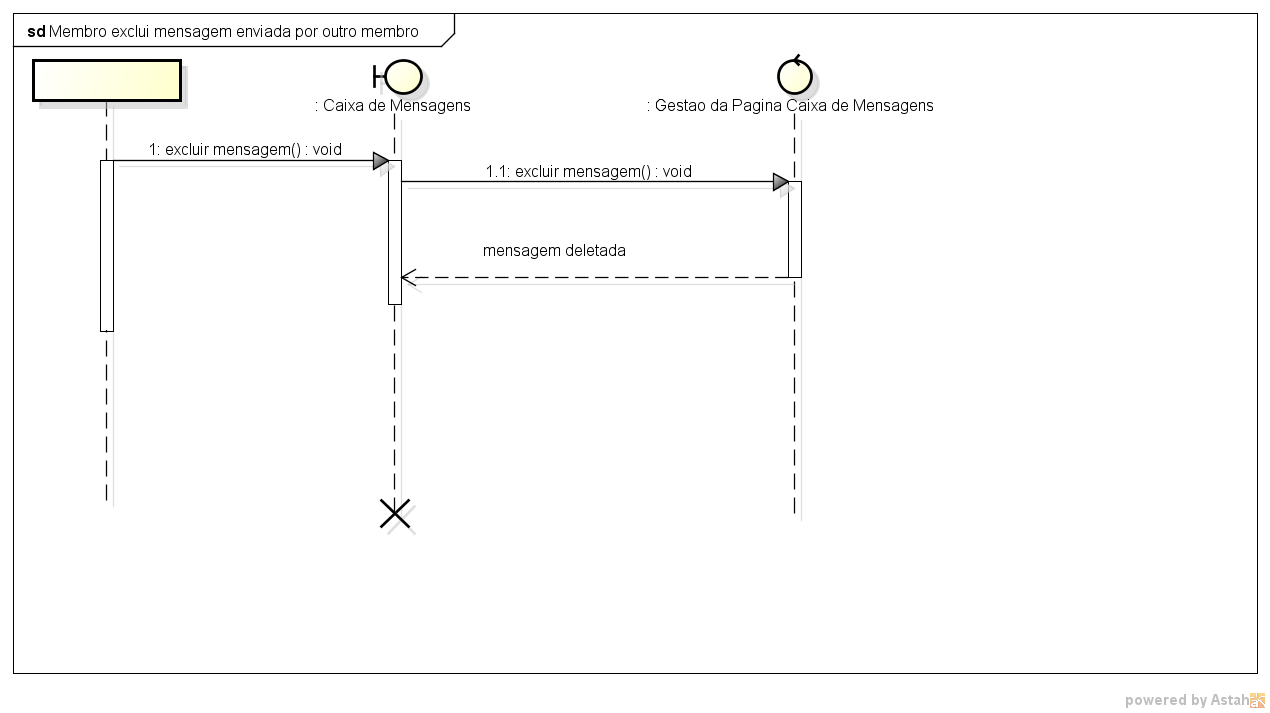 sd Membro exclui mensagem enviada por outro membro
: Caixa de Mensagens
: Gestao da Pagina Caixa de Mensagens
1: excluir mensagem() : void
1.1: excluir mensagem() : void
mensagem deletada
powered by Astah